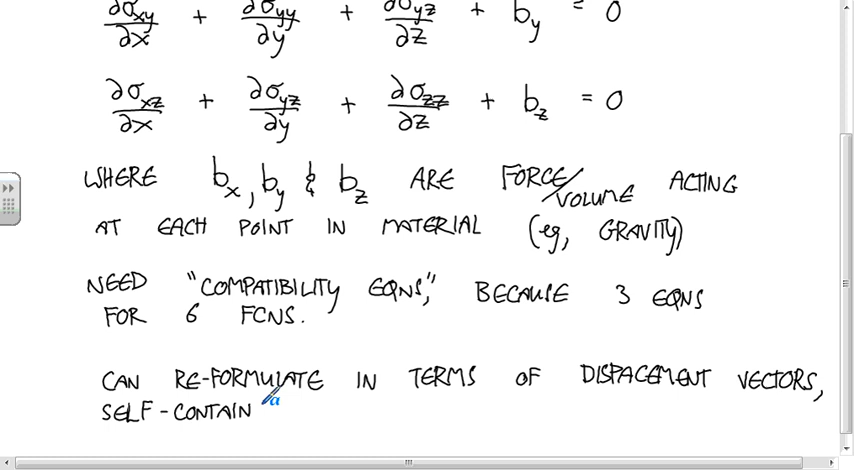 ∂σxy/∂x + ∂σyy/∂y + ∂σyz/∂z + by = 0
∂σxz/∂x + ∂σyz/∂y + ∂σzz/∂z + bz = 0
WHERE bx, by & bz ARE FORCE/VOLUME ACTING
AT EACH POINT IN MATERIAL (eg, GRAVITY)
NEED "COMPATIBILITY EQNS," BECAUSE 3 EQNS
FOR 6 FCNS.
CAN RE-FORMULATE IN TERMS OF DISPACEMENT VECTORS,
SELF-CONTAIN